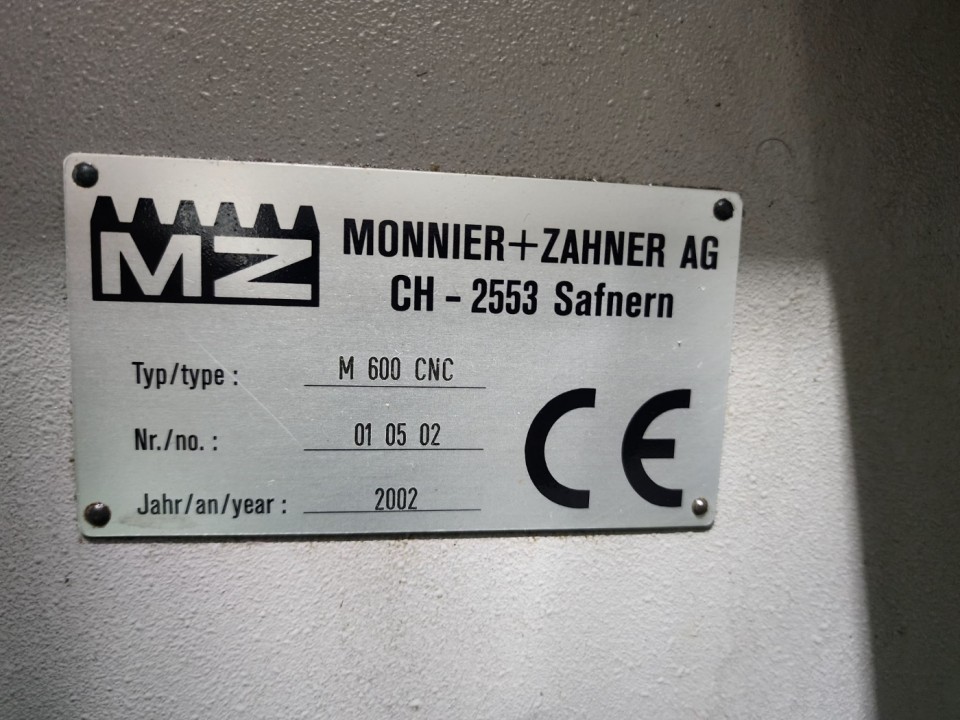 MZ
MONNIER+ZAHNER AG
CH - 2553 Safnern
Typ/type : M 600 CNC
Nr./no. : 01 05 02
Jahr/an/year : 2002
CE